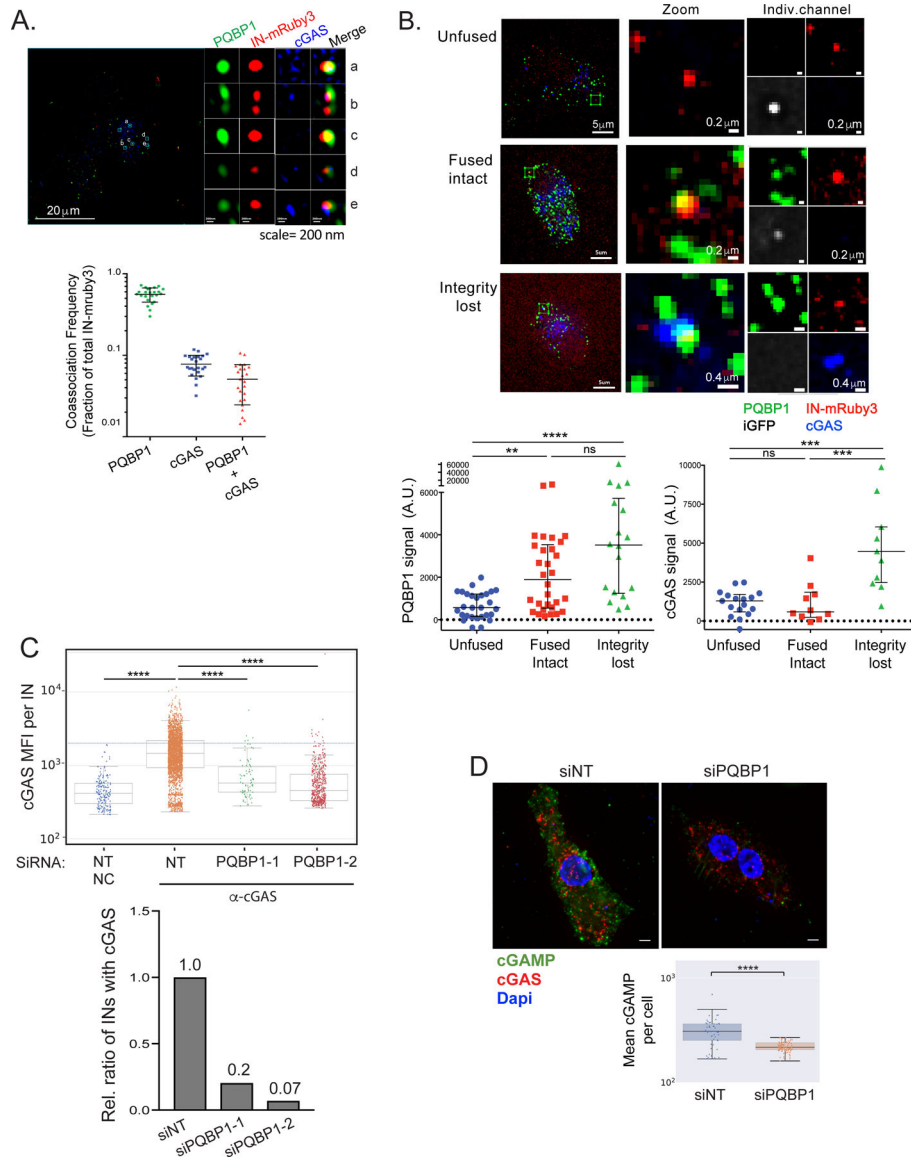 A.
PQBP1
IN-mRuby3
cGAS
Merge
a
b
c
d
e
a
b
c
d
e
20μm
scale= 200 nm
Coassociation Frequency
(Fraction of total IN-mruby3)
1.0
0.1
0.01
PQBP1
cGAS
PQBP1
+
cGAS
B.
Zoom
Indiv.channel
Unfused
5μm
0.2μm
0.2μm
Fused
intact
5um
0.2μm
0.2μm
Integrity
lost
5um
0.4μm
0.4μm
PQBP1
IN-mRuby3
iGFP
cGAS
PQBP1 signal (A.U.)
60000
40000
20000
6000
4000
2000
0
****
**
ns
Unfused
Fused
Intact
Integrity
lost
cGAS signal (A.U.)
10000
7500
5000
2500
0
***
ns
***
Unfused
Fused
Intact
Integrity
lost
C
cGAS MFI per IN
10⁴
10³
10²
****
****
****
SiRNA:
NT
NC
NT
PQBP1-1
PQBP1-2
α-cGAS
Rel. ratio of INs with cGAS
1.5
1.0
0.5
0.0
1.0
0.2
0.07
siNT
siPQBP1-1
siPQBP1-2
D
siNT
siPQBP1
cGAMP
cGAS
Dapi
Mean cGAMP
per cell
10³
10²
****
siNT
siPQBP1